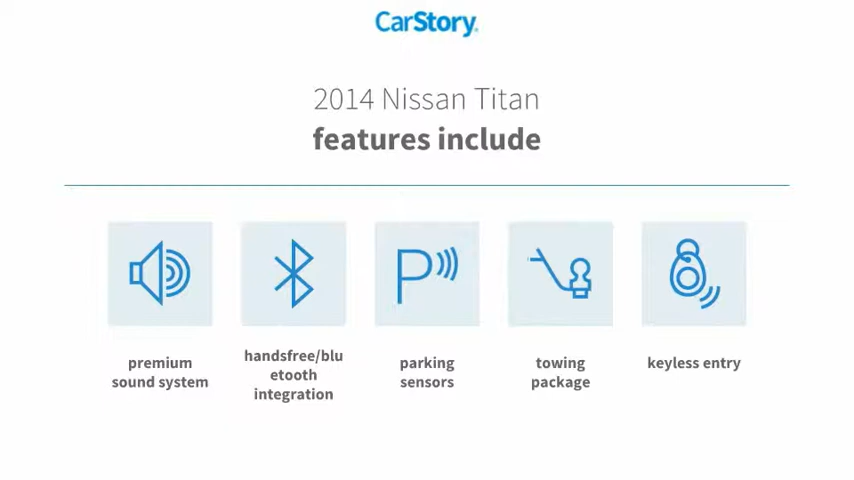 CarStory.
2014 Nissan Titan
features include
P
premium
sound system
handsfree/blu
etooth
integration
parking
sensors
towing
package
keyless entry